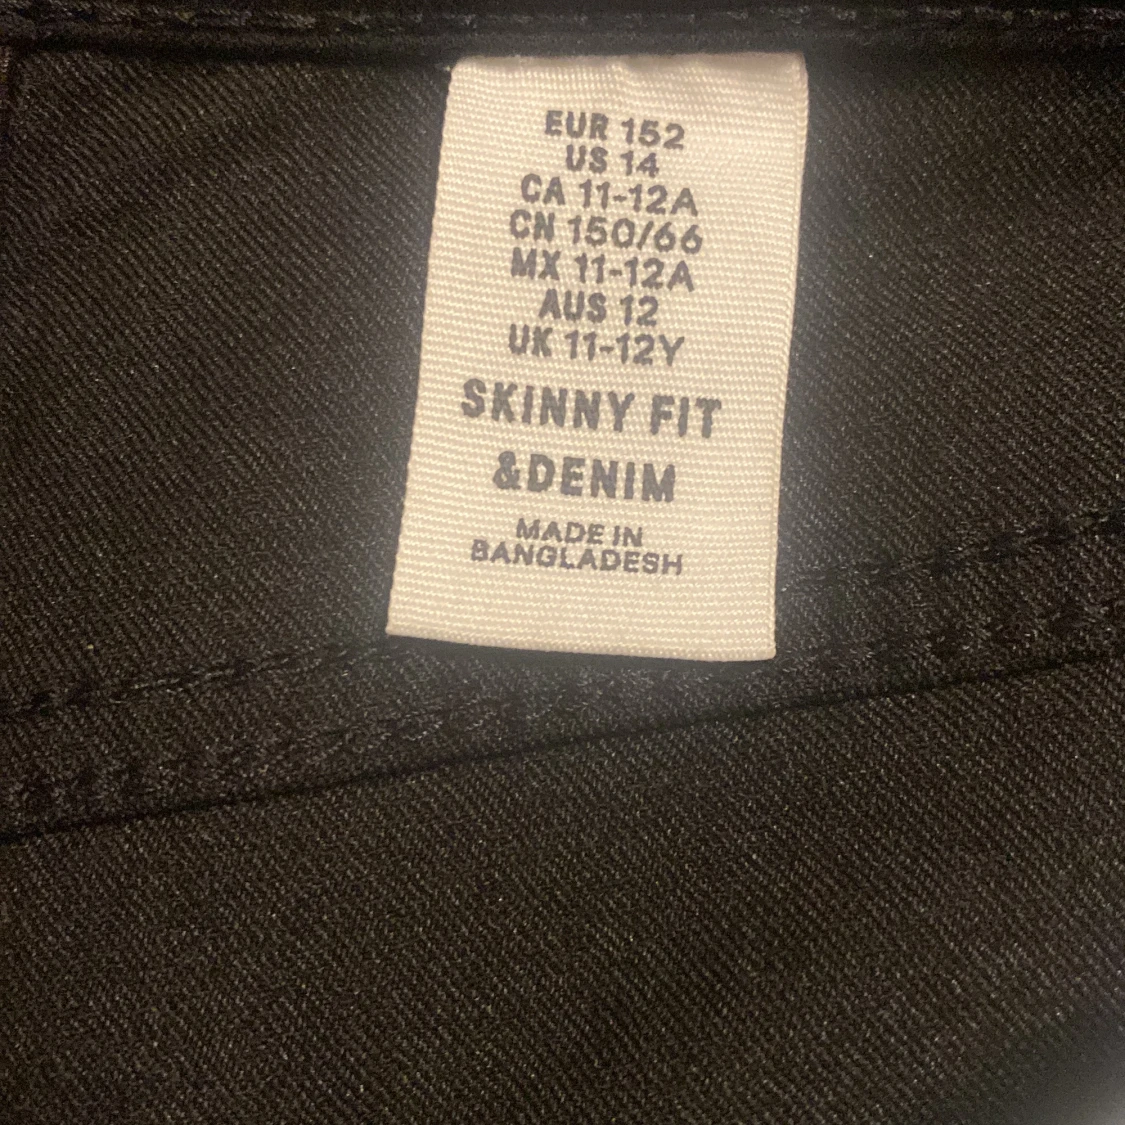 EUR 152
US 14
CA 11-12A
CN 150/66
MX 11-12A
AUS 12
UK 11-12Y
SKINNY FIT
&DENIM
MADE IN
BANGLADESH